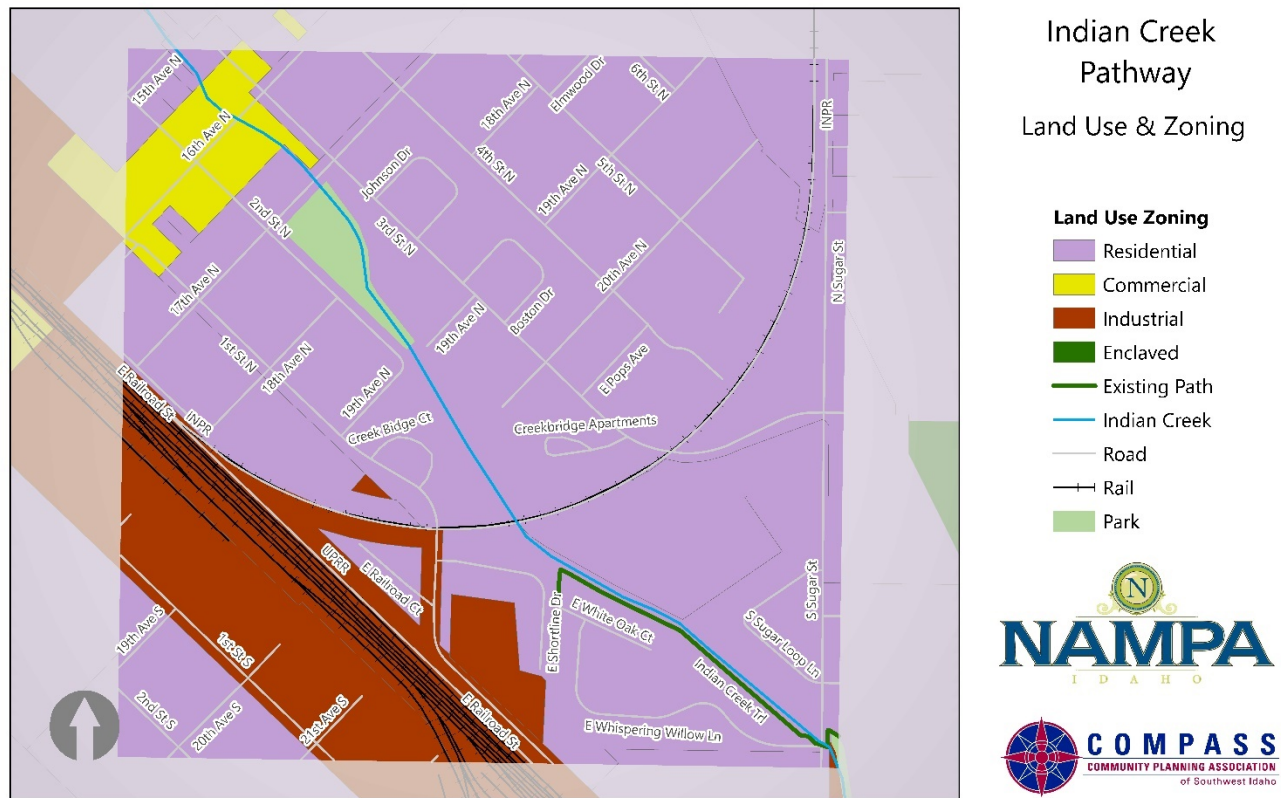 Indian Creek
Pathway
Land Use & Zoning
Land Use Zoning
Residential
Commercial
Industrial
Enclaved
Existing Path
Indian Creek
Road
Rail
Park
N
NAMPA
IDAHO
COMPASS
COMMUNITY PLANNING ASSOCIATION
of Southwest Idaho
15th Ave N
16th Ave N
18th Ave N
Elmwood Dr
6th St N
INPR
Johnson Dr
4th St N
5th St N
19th Ave N
2nd St N
3rd St N
20th Ave N
N Sugar St
17th Ave N
19th Ave N
Boston Dr
1st St N
18th Ave N
E Pops Ave
E Railroad St
INPR
19th Ave N
Creek Bidge Ct
Creekbridge Apartments
UPRR
E Railroad Ct
E Shortline Dr
E White Oak Ct
S Sugar St
S Sugar Loop Ln
Indian Creek Trl
19th Ave S
1st St S
2nd St S
20th Ave S
21st Ave S
E Railroad St
E Whispering Willow Ln